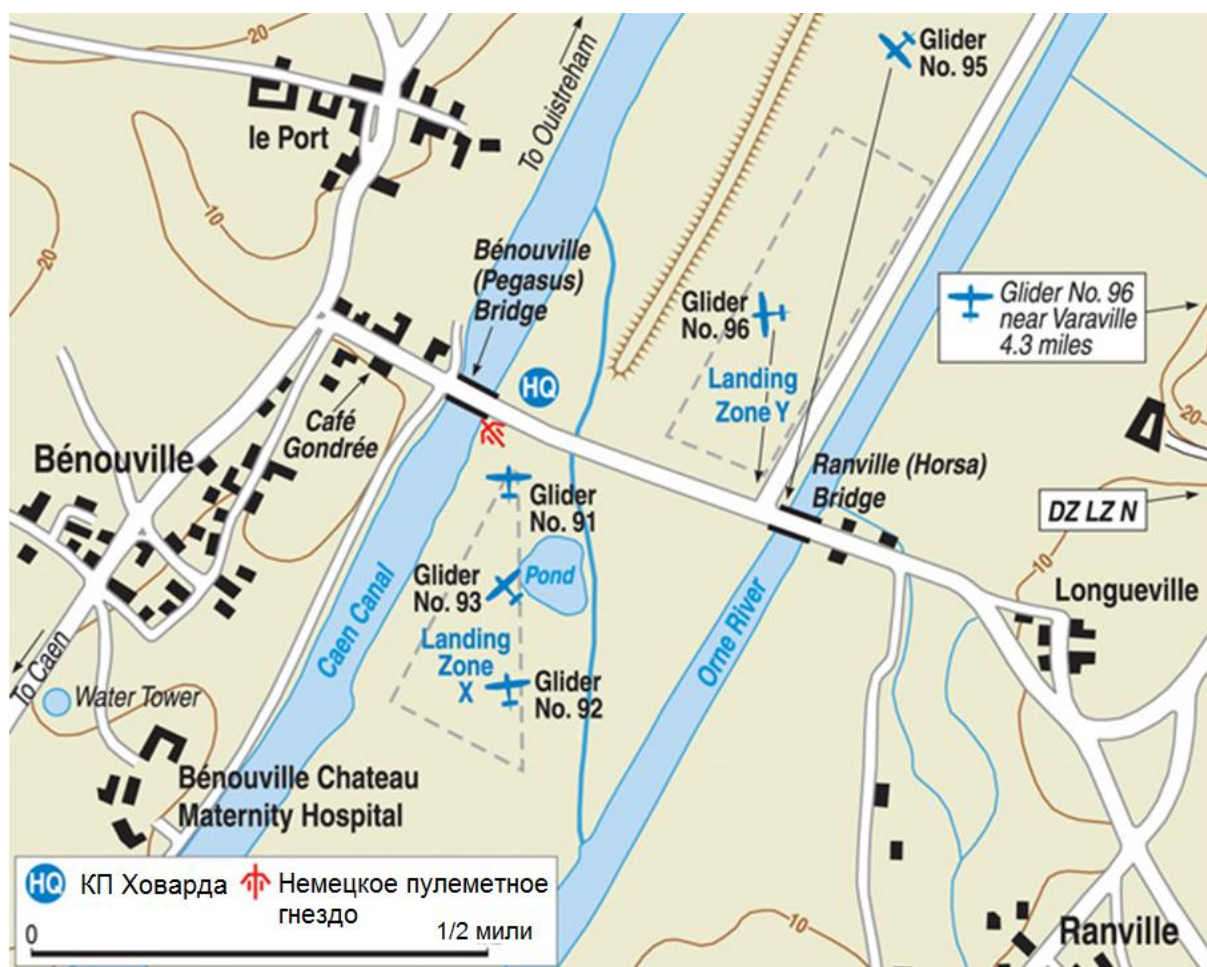 20
Glider
No. 95
le Port
To Ouistreham
10
20
Bénouville
(Pegasus)
Bridge
Glider
No. 96
Glider No. 96
near Varaville
4.3 miles
HQ
Landing
Zone Y
20
Café
Gondrée
Bénouville
Ranville (Horsa)
Bridge
Glider
No. 91
DZ LZ N
Glider
No. 93
Pond
10
Longueville
Caen Canal
Landing
Zone
X
Orne River
To Caen
Water Tower
Glider
No. 92
Bénouville Chateau
Maternity Hospital
HQ КП Ховарда
Немецкое пулеметное
гнездо
0
1/2 мили
10
Ranville